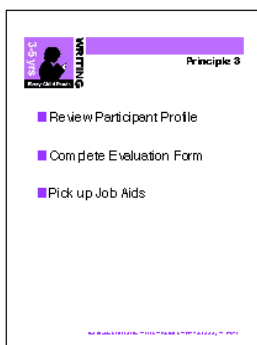 3-5 yrs
WRITING
Every Child Reads
Principle 3
Review Participant Profile
Complete Evaluation Form
Pick up Job Aids